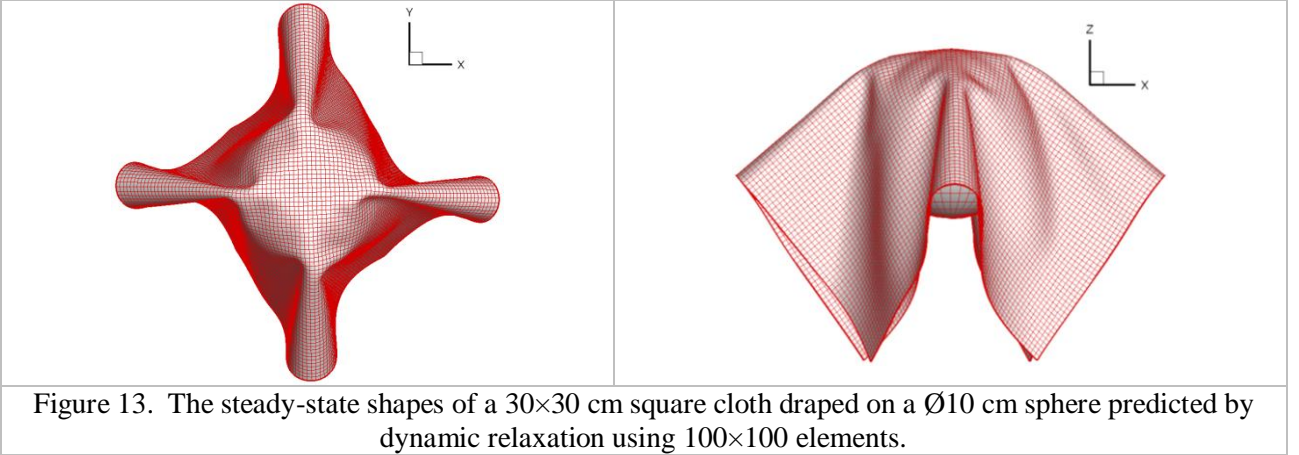 Y
X
Z
X
Figure 13.  The steady-state shapes of a 30×30 cm square cloth draped on a Ø10 cm sphere predicted by
dynamic relaxation using 100×100 elements.